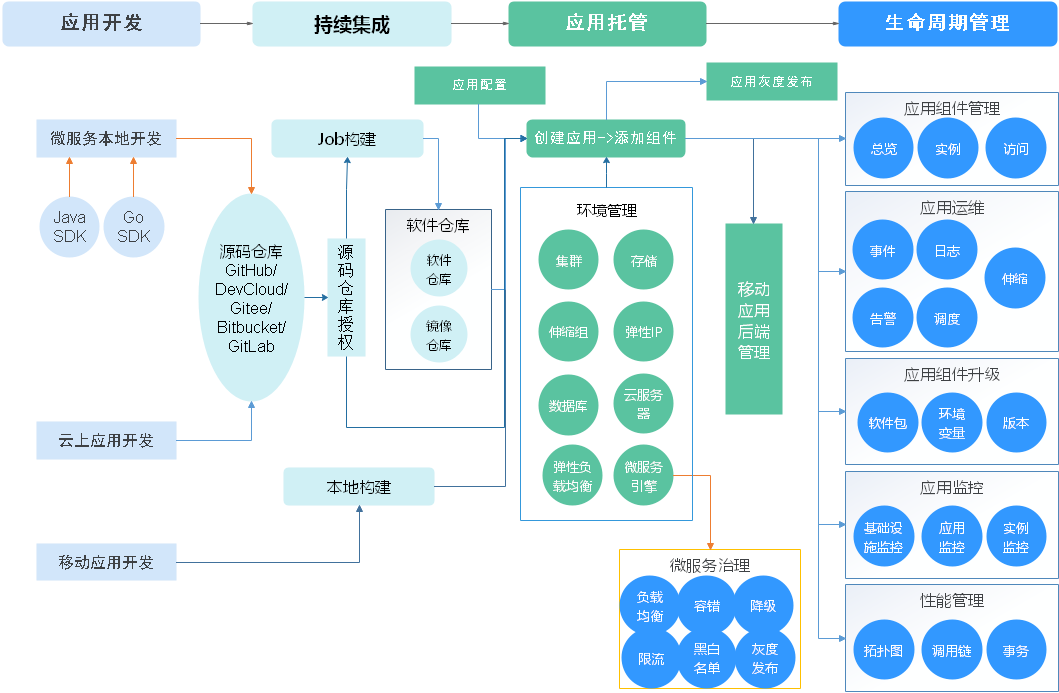 应用开发
持续集成
应用托管
生命周期管理
应用配置
应用灰度发布
微服务本地开发
Java
SDK
Go
SDK
源码仓库
GitHub/
DevCloud/
Gitee/
Bitbucket/
GitLab
云上应用开发
移动应用开发
Job构建
源
码
仓
库
授
权
软件仓库
软件
仓库
镜像
仓库
本地构建
创建应用->添加组件
环境管理
集群
存储
伸缩组
弹性IP
数据库
云服务
器
弹性负
载均衡
微服务
引擎
移动
应用
后端
管理
微服务治理
负载
均衡
容错
降级
限流
黑白
名单
灰度
发布
应用组件管理
总览
实例
访问
应用运维
事件
日志
伸缩
告警
调度
应用组件升级
软件包
环境
变量
版本
应用监控
基础设
施监控
应用
监控
实例
监控
性能管理
拓扑图
调用链
事务